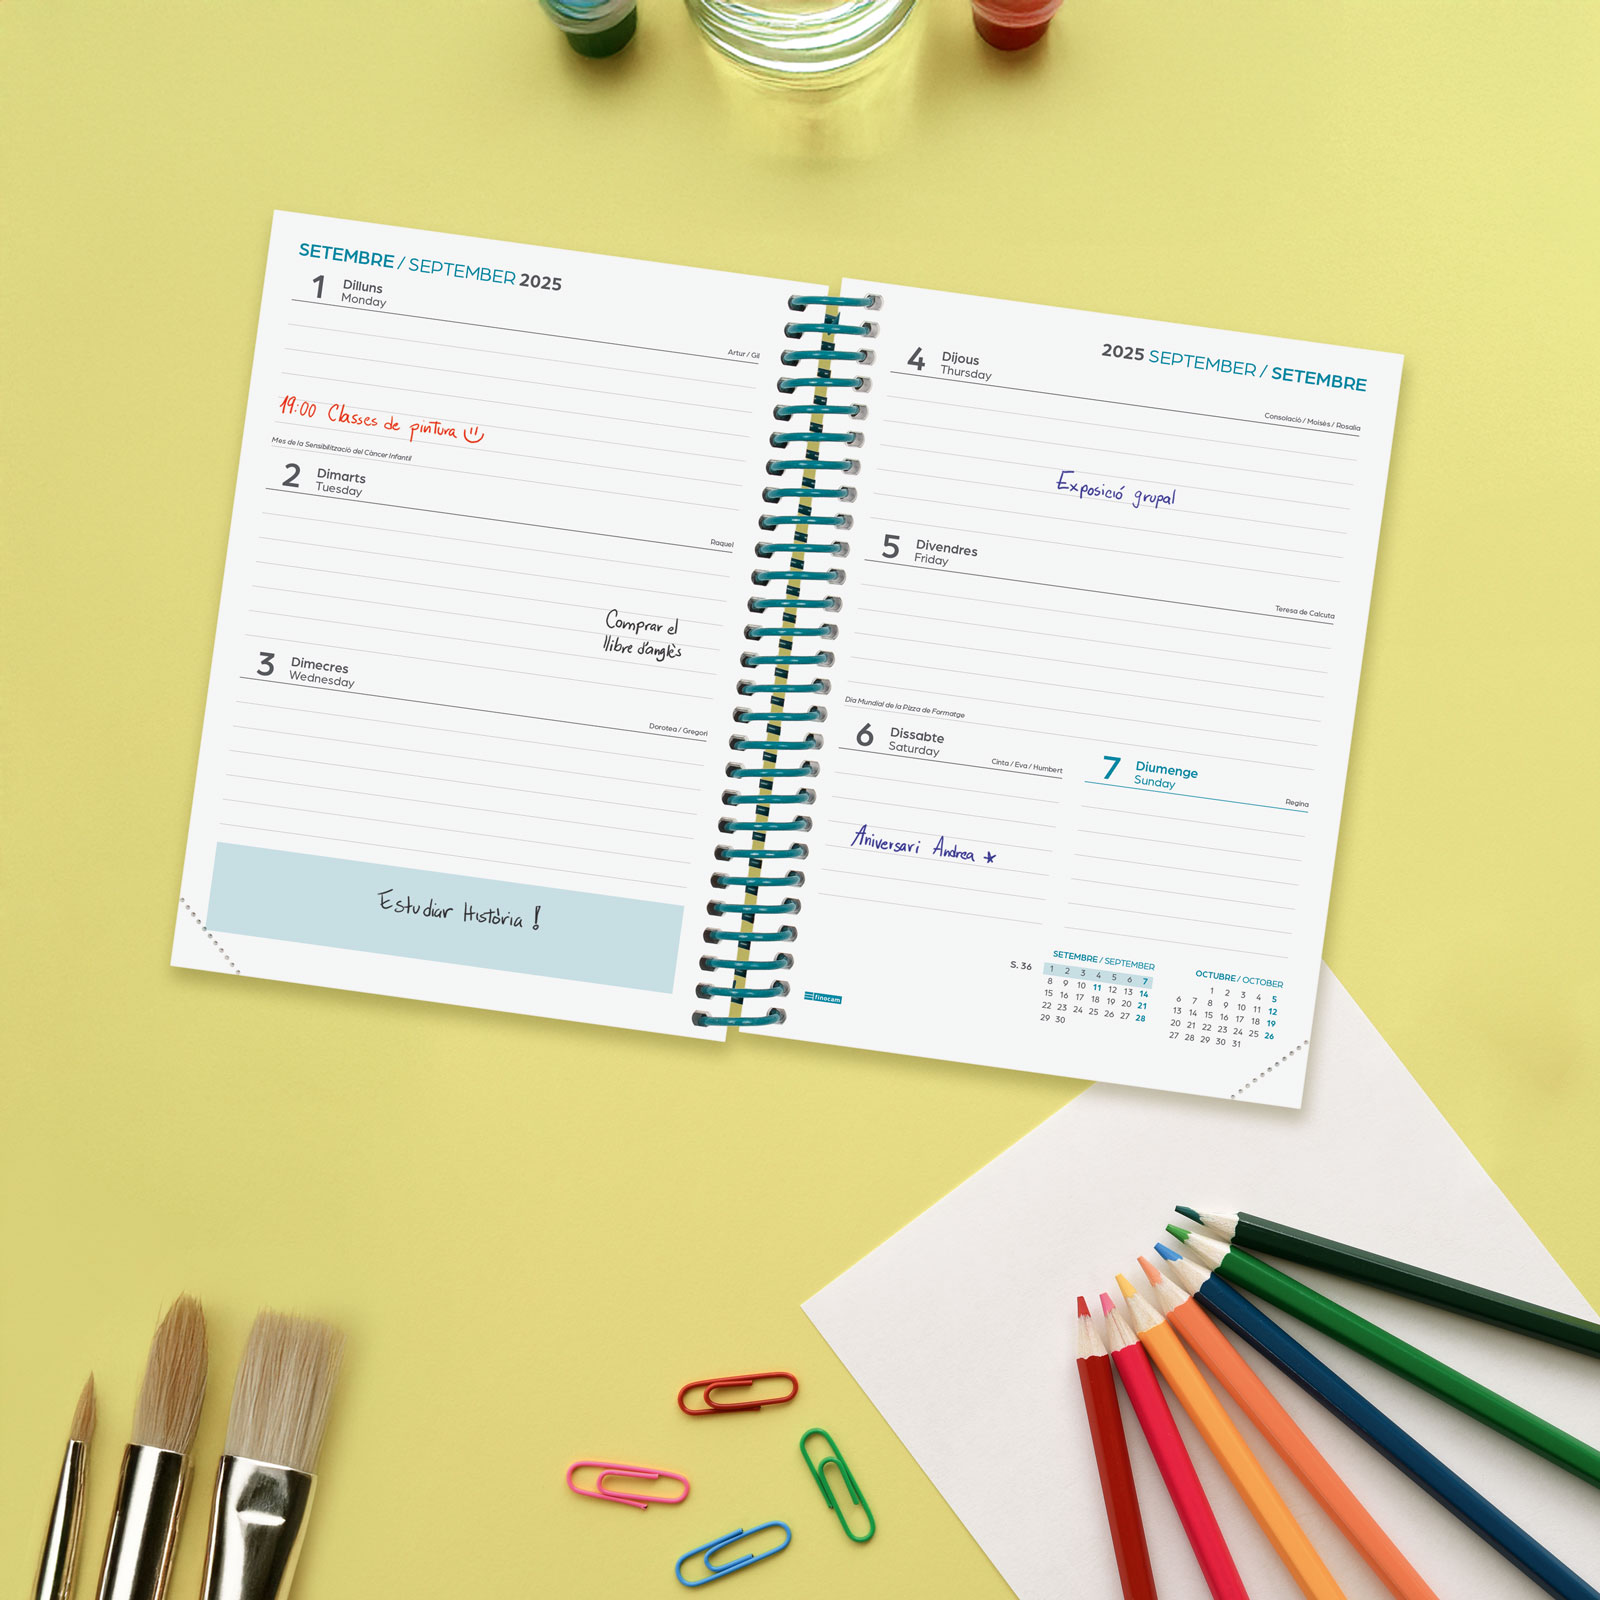 SETEMBRE / SEPTEMBER 2025
1 Dilluns
Monday
Artur / Gil
19:00 Classes de pintura
Mes de la Sensibilització del Càncer Infantil
2 Dimarts
Tuesday
Raquel
Comprar el
llibre d'anglès
3 Dimecres
Wednesday
Dorotea / Gregori
Estudiar Història !
2025 SEPTEMBER / SETEMBRE
4 Dijous
Thursday
Consolació / Moisès / Rosalia
Exposició grupal
5 Divendres
Friday
Teresa de Calcuta
Dia Mundial de la Pizza de Formatge
6 Dissabte
Saturday
Cinta / Eva / Humbert
Aniversari Andrea
7 Diumenge
Sunday
Regina
finocam
S. 36
SETEMBRE / SEPTEMBER
1 2 3 4 5 6 7
8 9 10 11 12 13 14
15 16 17 18 19 20 21
22 23 24 25 26 27 28
29 30
OCTUBRE / OCTOBER
1 2 3 4 5
6 7 8 9 10 11 12
13 14 15 16 17 18 19
20 21 22 23 24 25 26
27 28 29 30 31